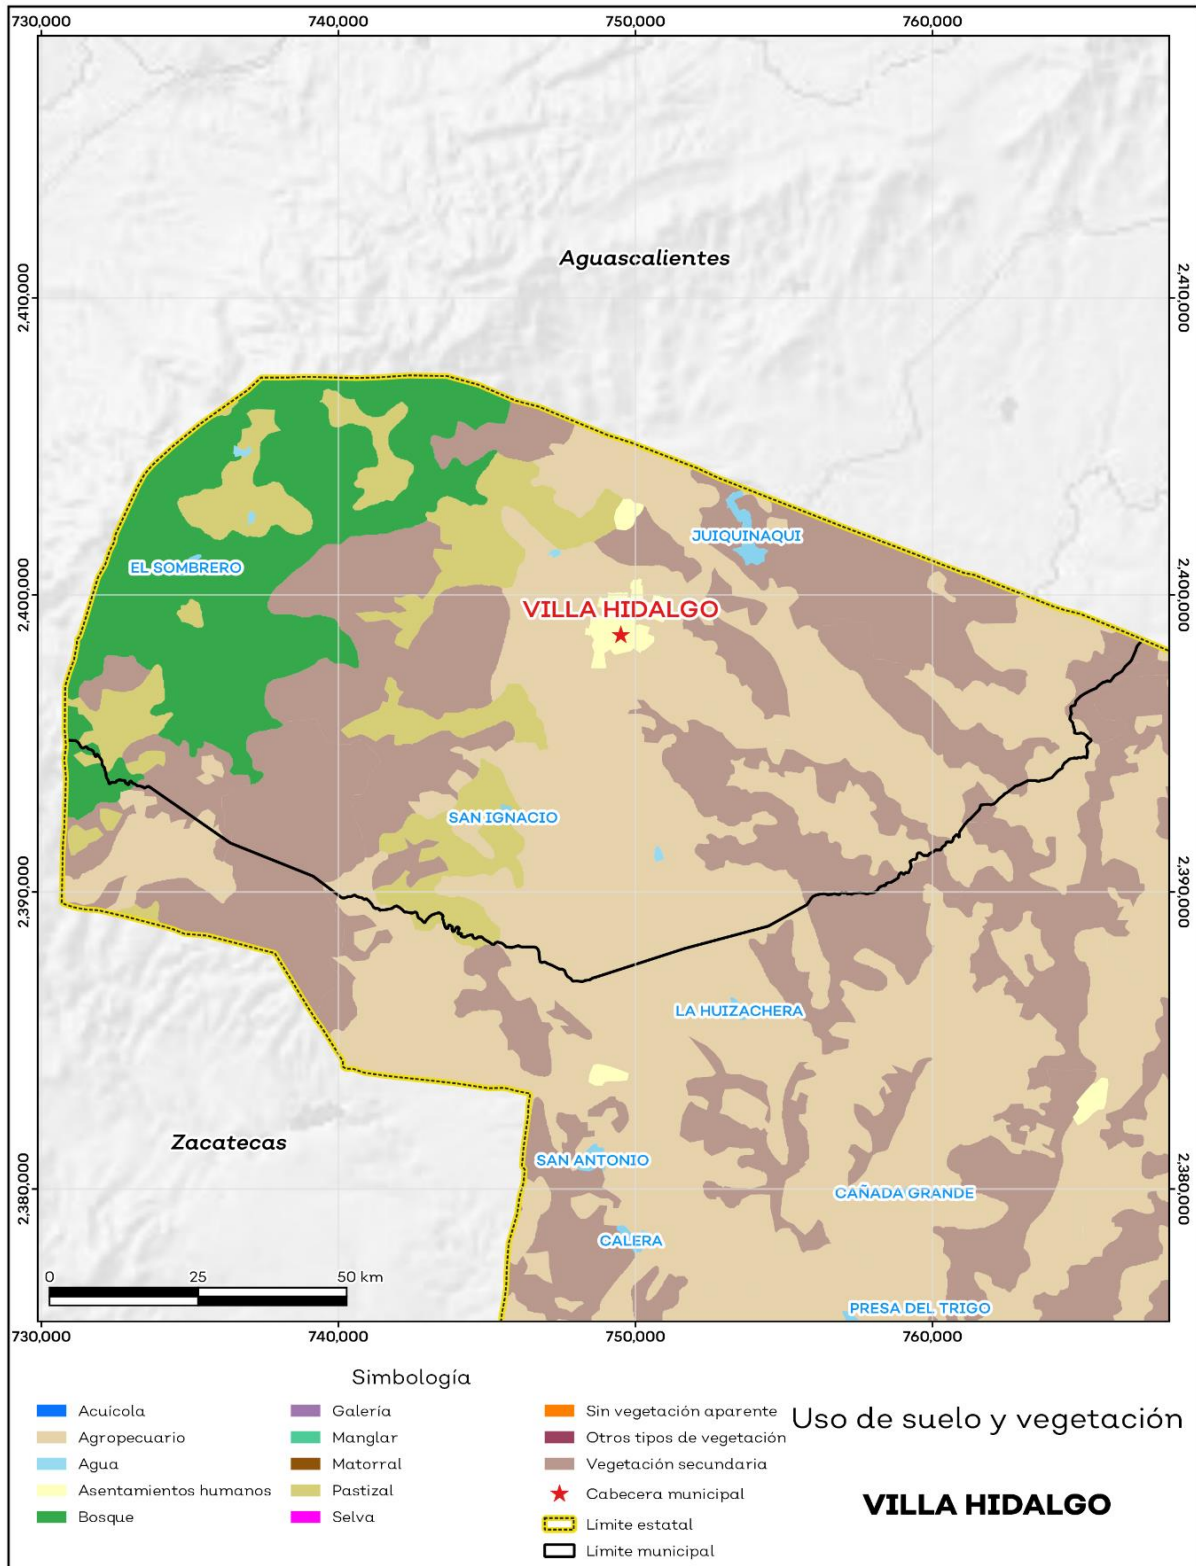 730,000 740,000 750,000 760,000
Aguascalientes
2,410,000 2,410,000
JUIQUINAQUI
EL SOMBRERO
2,400,000 2,400,000
VILLA HIDALGO
SAN IGNACIO
2,390,000 2,390,000
LA HUIZACHERA
Zacatecas
SAN ANTONIO
2,380,000 2,380,000
CAÑADA GRANDE
CALERA
0 25 50 km
PRESA DEL TRIGO
730,000 740,000 750,000 760,000
Simbología
Acuícola
Agropecuario
Agua
Asentamientos humanos
Bosque
Galería
Manglar
Matorral
Pastizal
Selva
Sin vegetación aparente
Otros tipos de vegetación
Vegetación secundaria
Cabecera municipal
Límite estatal
Límite municipal
Uso de suelo y vegetación
VILLA HIDALGO